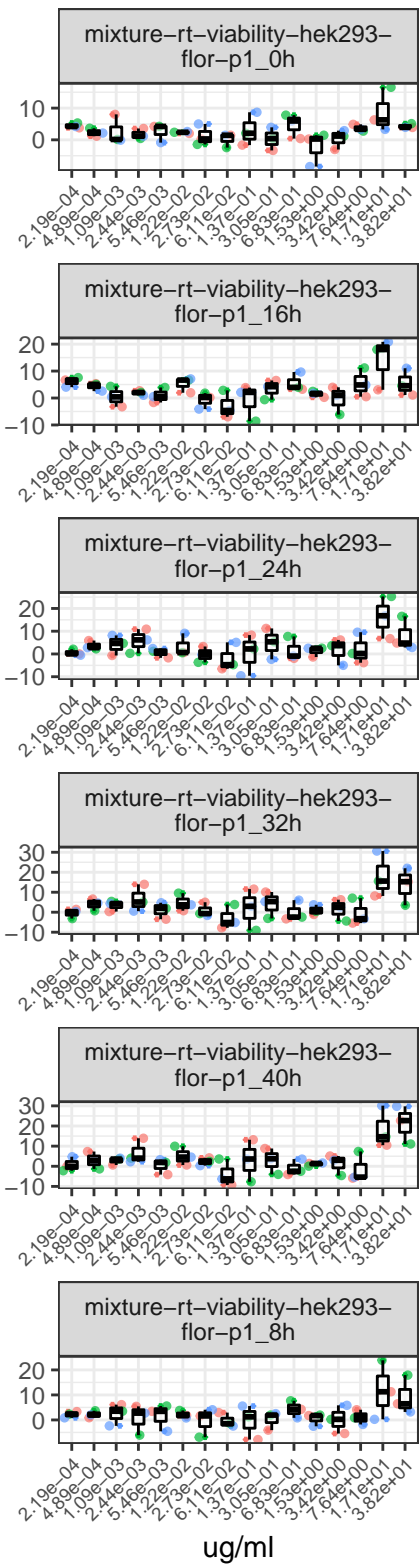 mixture−rt−viability−hek293−
flor−p1_0h
10
0
2.19e−04
4.89e−04
1.09e−03
2.44e−03
5.46e−03
1.22e−02
2.73e−02
6.11e−02
1.37e−01
3.05e−01
6.83e−01
1.53e+00
3.42e+00
7.64e+00
1.71e+01
3.82e+01
mixture−rt−viability−hek293−
flor−p1_16h
20
10
0
−10
2.19e−04
4.89e−04
1.09e−03
2.44e−03
5.46e−03
1.22e−02
2.73e−02
6.11e−02
1.37e−01
3.05e−01
6.83e−01
1.53e+00
3.42e+00
7.64e+00
1.71e+01
3.82e+01
mixture−rt−viability−hek293−
flor−p1_24h
20
10
0
−10
2.19e−04
4.89e−04
1.09e−03
2.44e−03
5.46e−03
1.22e−02
2.73e−02
6.11e−02
1.37e−01
3.05e−01
6.83e−01
1.53e+00
3.42e+00
7.64e+00
1.71e+01
3.82e+01
mixture−rt−viability−hek293−
flor−p1_32h
30
20
10
0
−10
2.19e−04
4.89e−04
1.09e−03
2.44e−03
5.46e−03
1.22e−02
2.73e−02
6.11e−02
1.37e−01
3.05e−01
6.83e−01
1.53e+00
3.42e+00
7.64e+00
1.71e+01
3.82e+01
mixture−rt−viability−hek293−
flor−p1_40h
30
20
10
0
−10
2.19e−04
4.89e−04
1.09e−03
2.44e−03
5.46e−03
1.22e−02
2.73e−02
6.11e−02
1.37e−01
3.05e−01
6.83e−01
1.53e+00
3.42e+00
7.64e+00
1.71e+01
3.82e+01
mixture−rt−viability−hek293−
flor−p1_8h
20
10
0
2.19e−04
4.89e−04
1.09e−03
2.44e−03
5.46e−03
1.22e−02
2.73e−02
6.11e−02
1.37e−01
3.05e−01
6.83e−01
1.53e+00
3.42e+00
7.64e+00
1.71e+01
3.82e+01
ug/ml